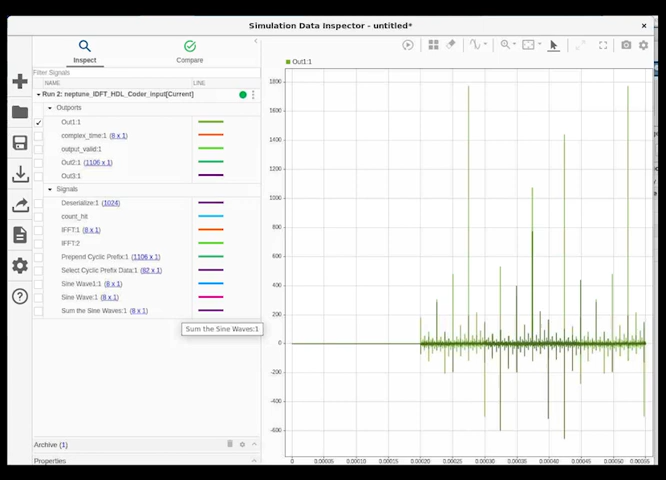 Simulation Data Inspector - untitled*
Inspect
Compare
Filter Signals
NAME
LINE
Run 2: neptune_IDFT_HDL_Coder_input[Current]
Outports
Out1:1
complex_time:1 (8 x 1)
output_valid:1
Out2:1 (1106 x 1)
Out3:1
Signals
Deserialize:1 (1024)
count_hit
IFFT:1 (8 x 1)
IFFT:2
Prepend Cyclic Prefix:1 (1106 x 1)
Select Cyclic Prefix Data:1 (82 x 1)
Sine Wave1:1 (8 x 1)
Sine Wave:1 (8 x 1)
Sum the Sine Waves:1 (8 x 1)
Sum the Sine Waves:1
Archive (1)
Properties
Out1:1
1800
1600
1400
1200
1000
800
600
400
200
0
-200
-400
-600
0 0.00005 0.00010 0.00015 0.00020 0.00025 0.00030 0.00035 0.00040 0.00045 0.00050 0.00055